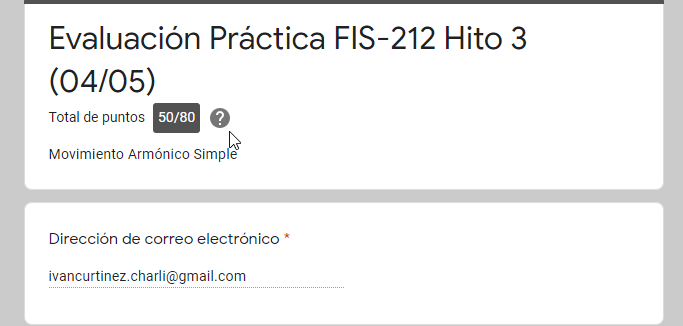 Evaluación Práctica FIS-212 Hito 3
(04/05)
Total de puntos 50/80 ?
Movimiento Armónico Simple
Dirección de correo electrónico *
ivancurtinez.charli@gmail.com